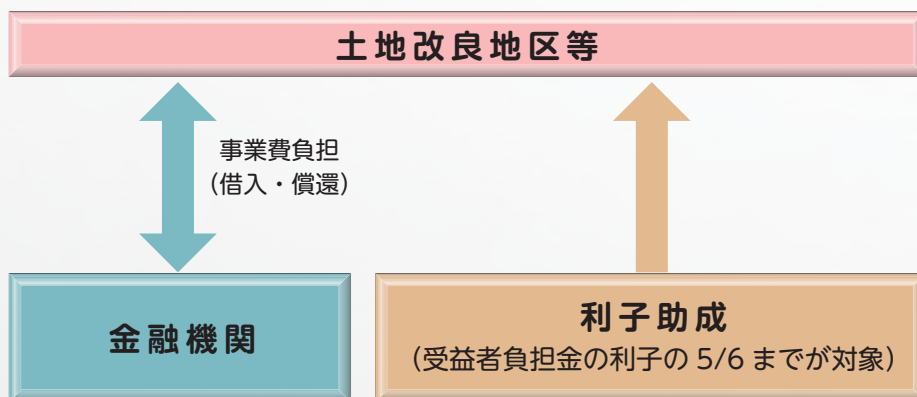 土地改良地区等
事業費負担
（借入・償還）
金融機関
利子助成
（受益者負担金の利子の 5/6 までが対象）